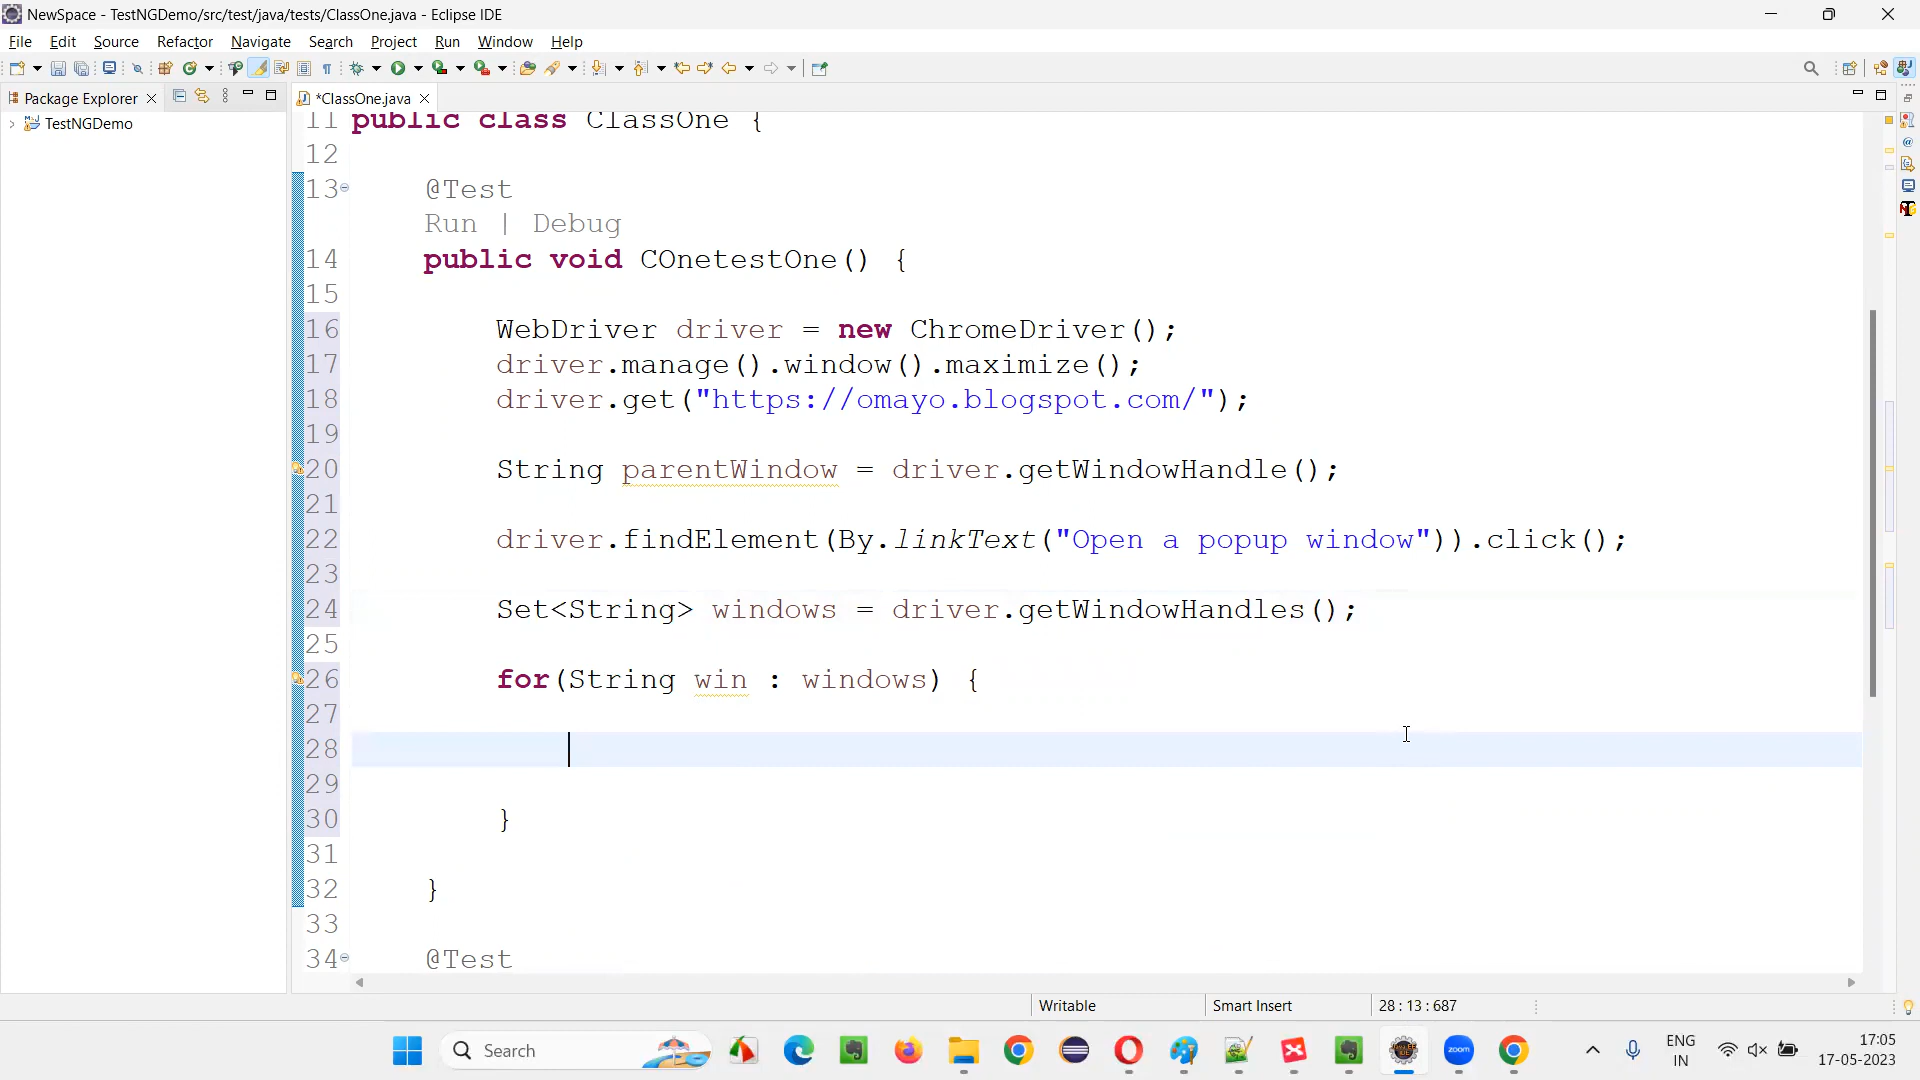 NewSpace - TestNGDemo/src/test/java/tests/ClassOne.java - Eclipse IDE
File Edit Source Refactor Navigate Search Project Run Window Help
Package Explorer
*ClassOne.java
TestNGDemo
11 public class ClassOne {
12
13 @Test
Run | Debug
14 public void COnetestOne() {
15
16 WebDriver driver = new ChromeDriver();
17 driver.manage().window().maximize();
18 driver.get("https://omayo.blogspot.com/");
19
20 String parentWindow = driver.getWindowHandle();
21
22 driver.findElement(By.linkText("Open a popup window")).click();
23
24 Set<String> windows = driver.getWindowHandles();
25
26 for(String win : windows) {
27
28
29
30 }
31
32 }
33
34 @Test
Writable Smart Insert 28 : 13 : 687
Search
zoom
ENG
IN
17:05
17-05-2023